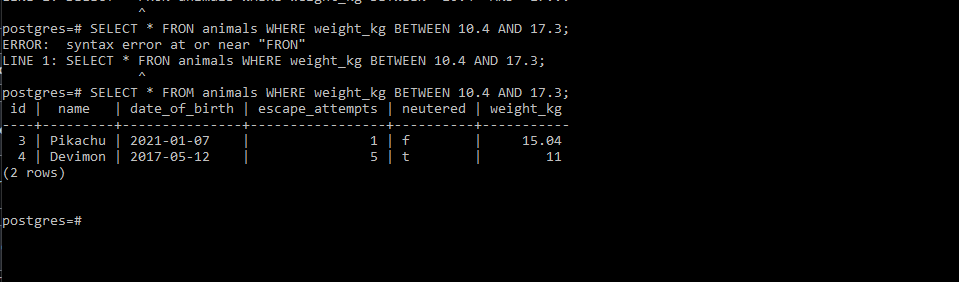 ^
postgres=# SELECT * FRON animals WHERE weight_kg BETWEEN 10.4 AND 17.3;
ERROR:  syntax error at or near "FRON"
LINE 1: SELECT * FRON animals WHERE weight_kg BETWEEN 10.4 AND 17.3;
^
postgres=# SELECT * FROM animals WHERE weight_kg BETWEEN 10.4 AND 17.3;
 id |  name   | date_of_birth | escape_attempts | neutered | weight_kg
----+---------+---------------+-----------------+----------+-----------
  3 | Pikachu | 2021-01-07    |               1 | f        |     15.04
  4 | Devimon | 2017-05-12    |               5 | t        |        11
(2 rows)
postgres=#